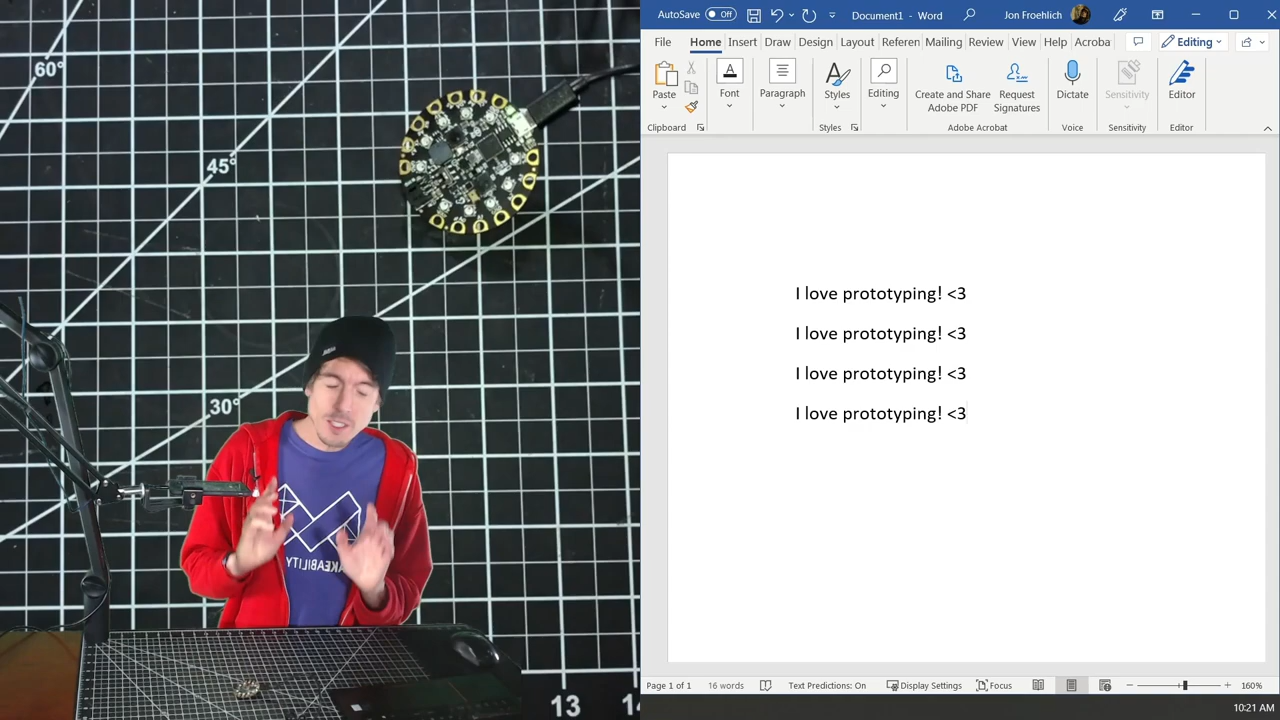 60°
45°
30°
MAKEABILITY
13
AutoSave Off Document1 - Word Jon Froehlich
File Home Insert Draw Design Layout Referen Mailing Review View Help Acroba Editing
Paste Font Paragraph Styles Editing Create and Share Adobe PDF Request Signatures Dictate Sensitivity Editor
Clipboard Styles Adobe Acrobat Voice Sensitivity Editor
I love prototyping! <3
I love prototyping! <3
I love prototyping! <3
I love prototyping! <3
Page 1 of 1 16 words Text Predictions: On Display Settings Focus 160%
10:21 AM